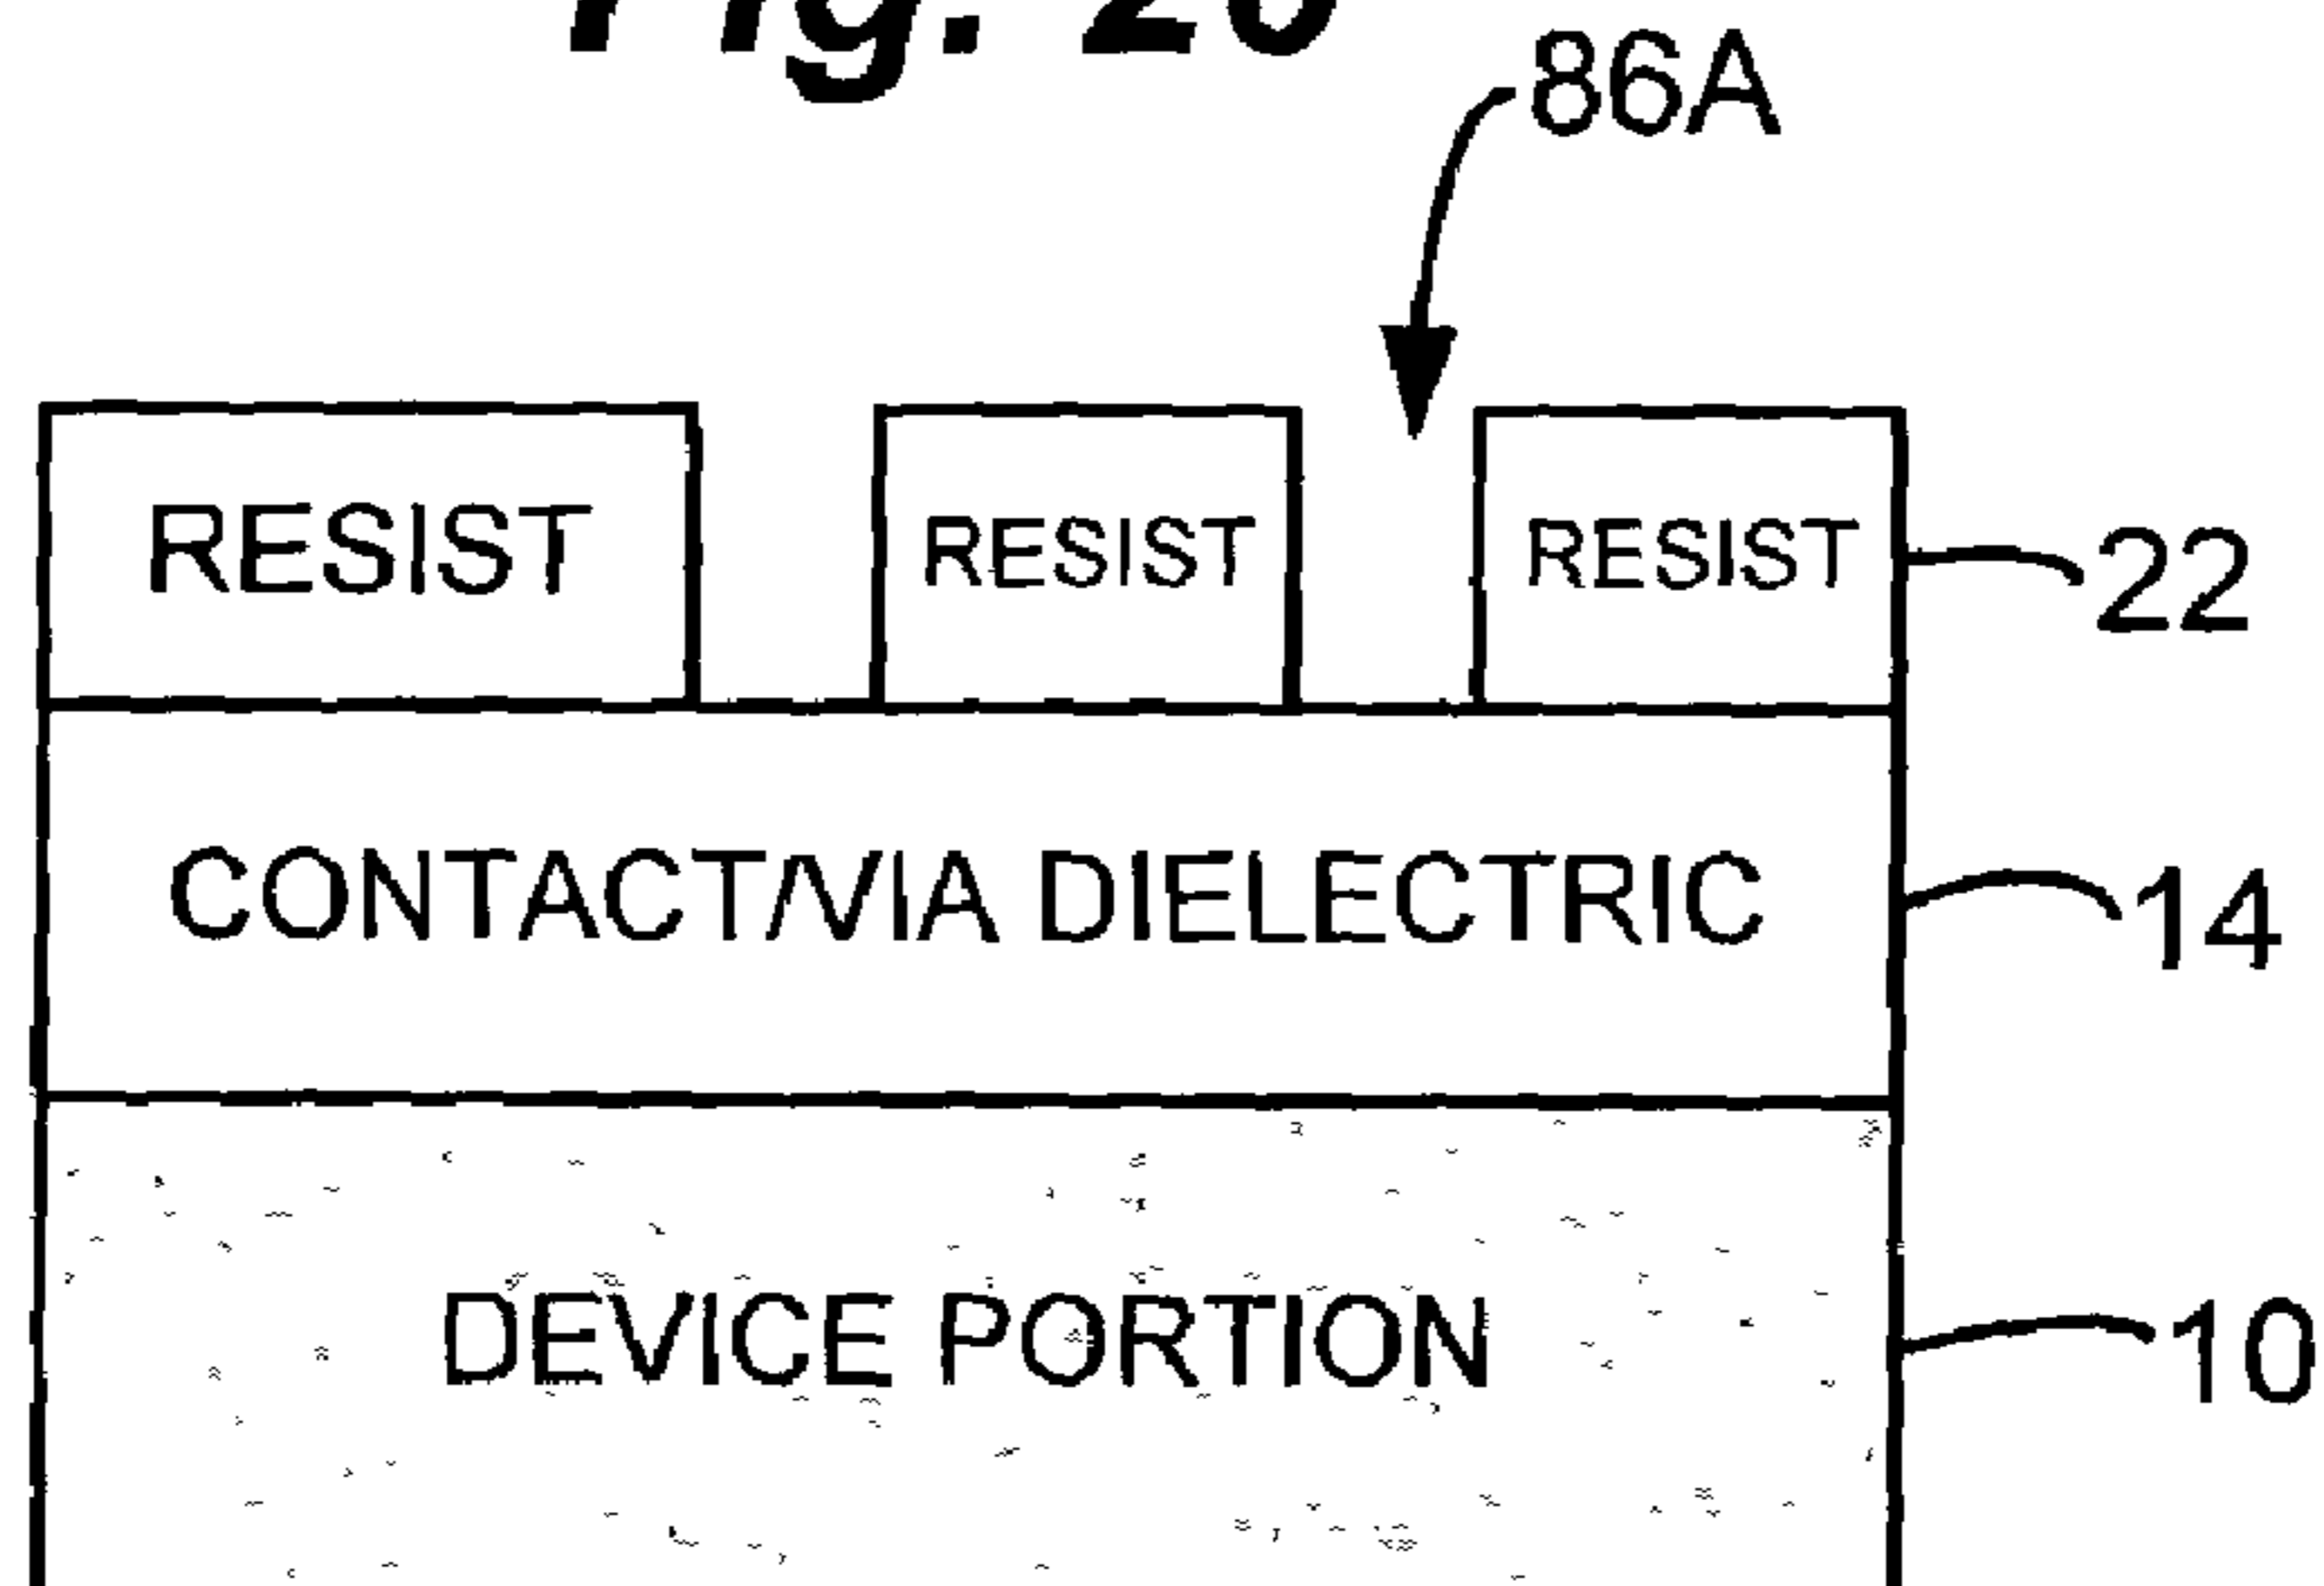 86A
RESIST RESIST RESIST 22
CONTACT/VIA DIELECTRIC 14
DEVICE PORTION 10